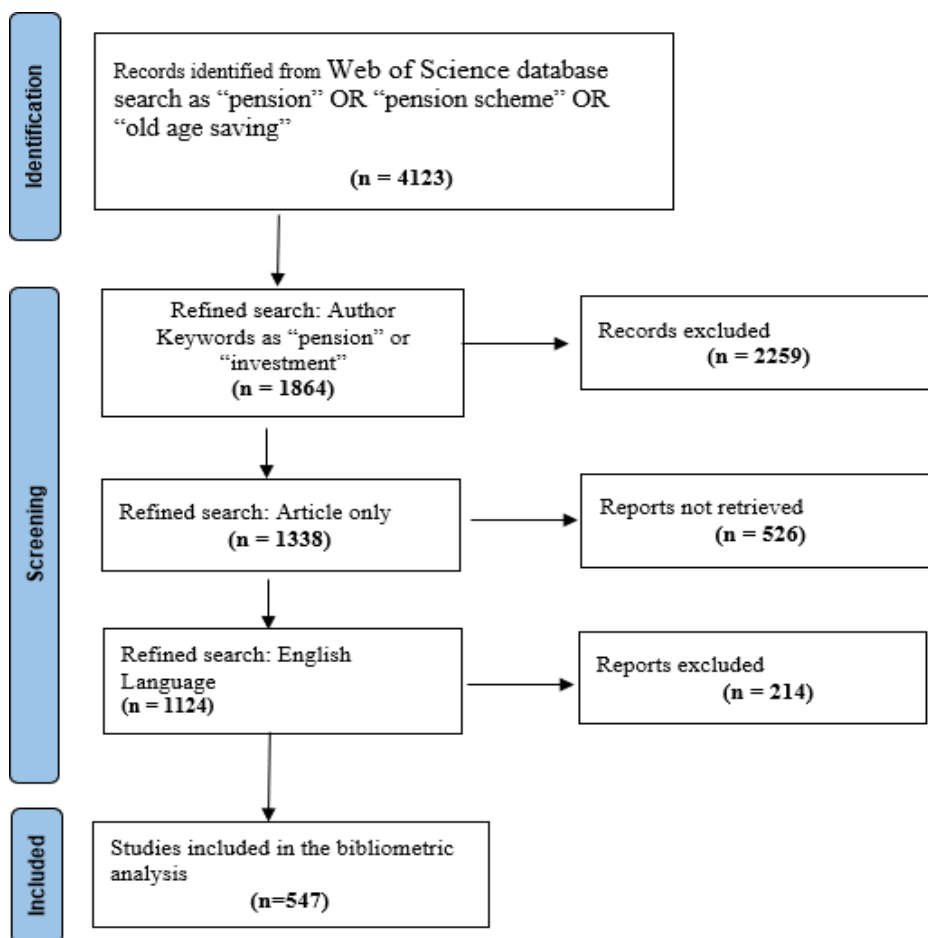 Identification
Records identified from Web of Science database
search as “pension” OR “pension scheme” OR
“old age saving”
(n = 4123)
Screening
Refined search: Author
Keywords as “pension” or
“investment”
(n = 1864)
Records excluded
(n = 2259)
Refined search: Article only
(n = 1338)
Reports not retrieved
(n = 526)
Refined search: English
Language
(n = 1124)
Reports excluded
(n = 214)
Included
Studies included in the bibliometric
analysis
(n=547)